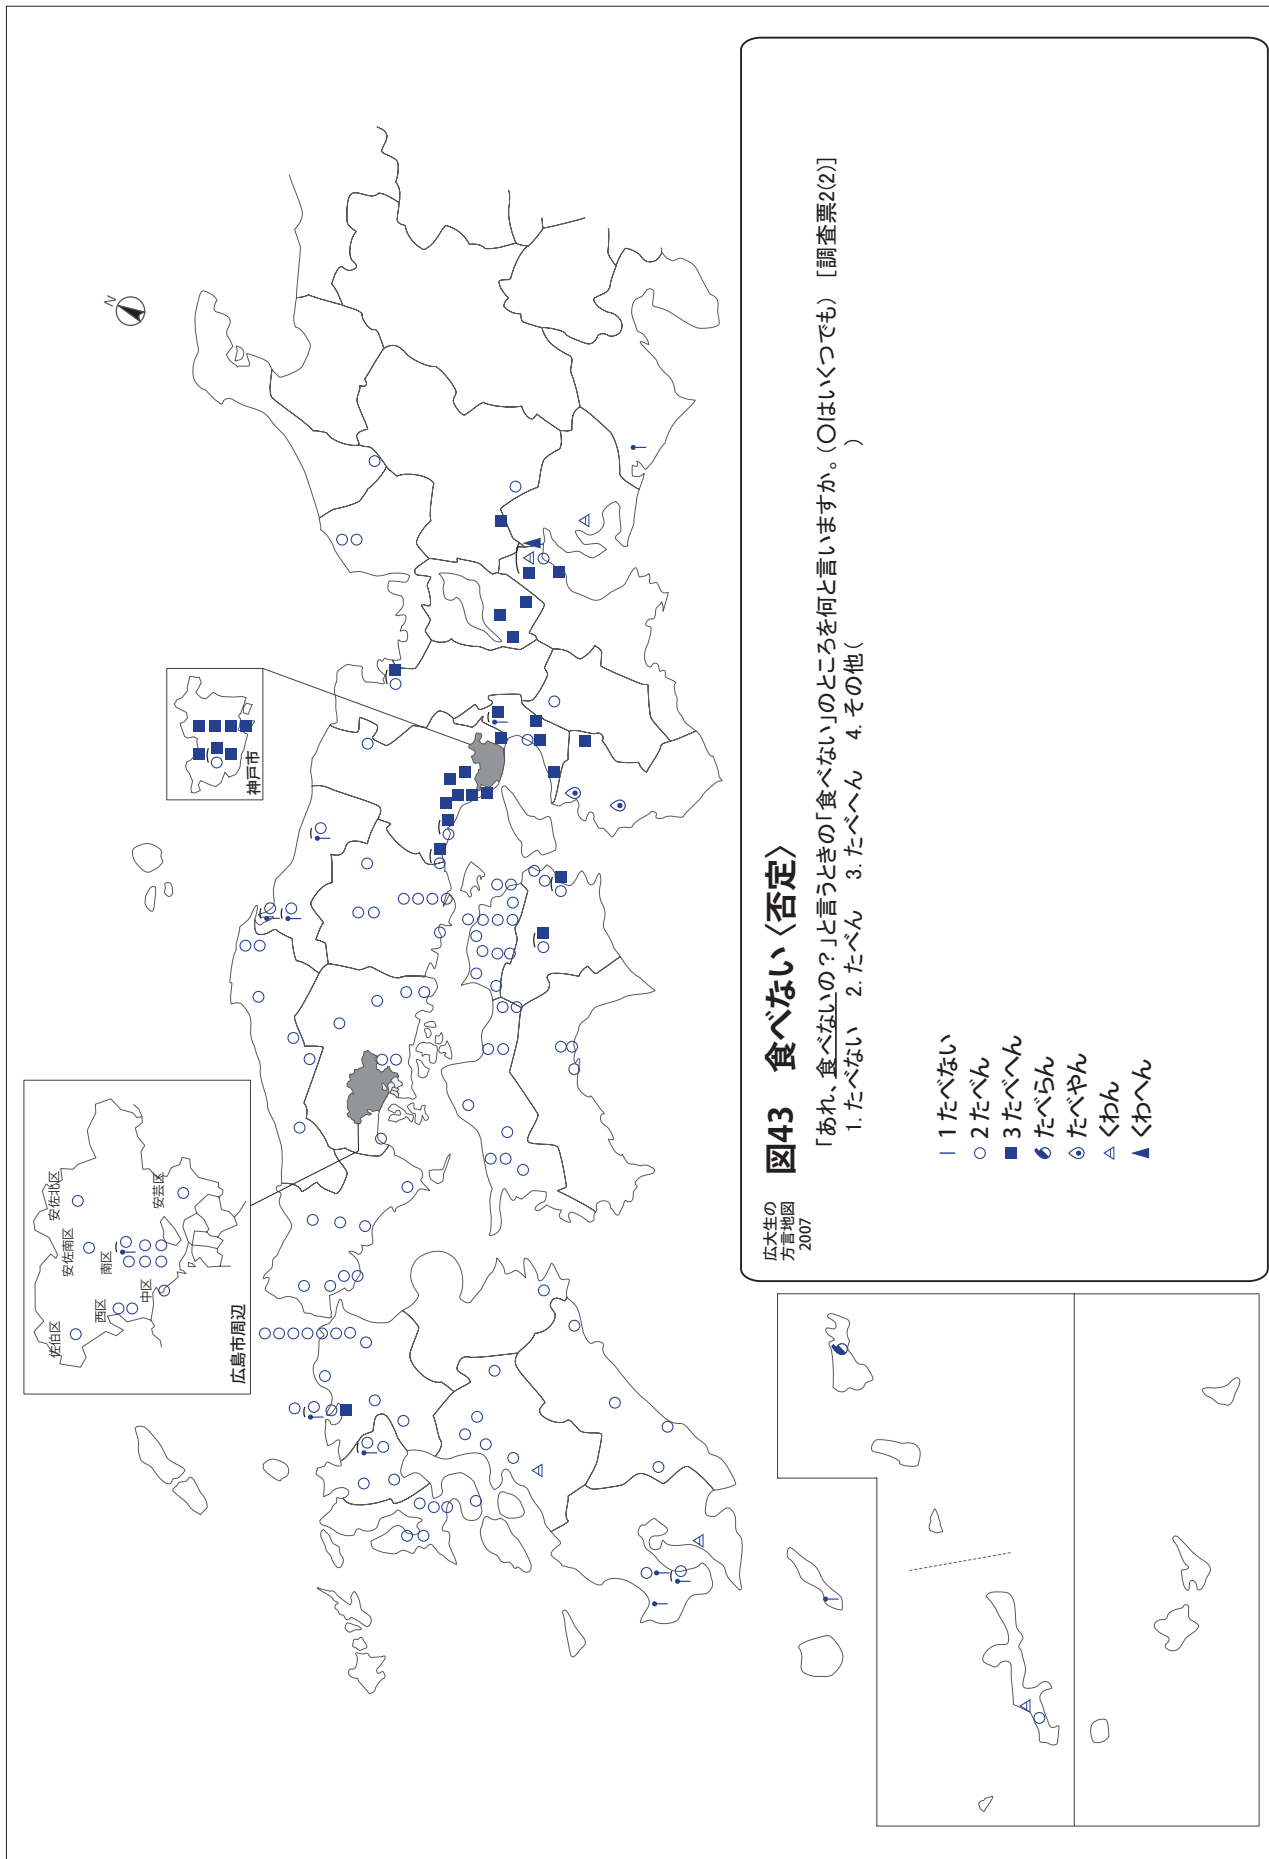 広大生の
方言地図
2007
図43 食べない〈否定〉
「あれ、食べないの？」と言うときの「食べない」のところを何と言いますか。（〇はいくつでも） ［調査票2(2)］
1. たべない 2. たべん 3. たべへん 4. その他（ ）
1 たべない
2 たべん
3 たべへん
たべらん
たべやん
くわん
くわへん
N
神戸市
広島市周辺
佐伯区
西区
中区
安佐南区
南区
安佐北区
安芸区